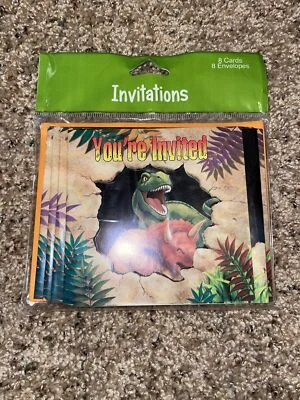 8 Cards
8 Envelopes
Invitations
You're Invited